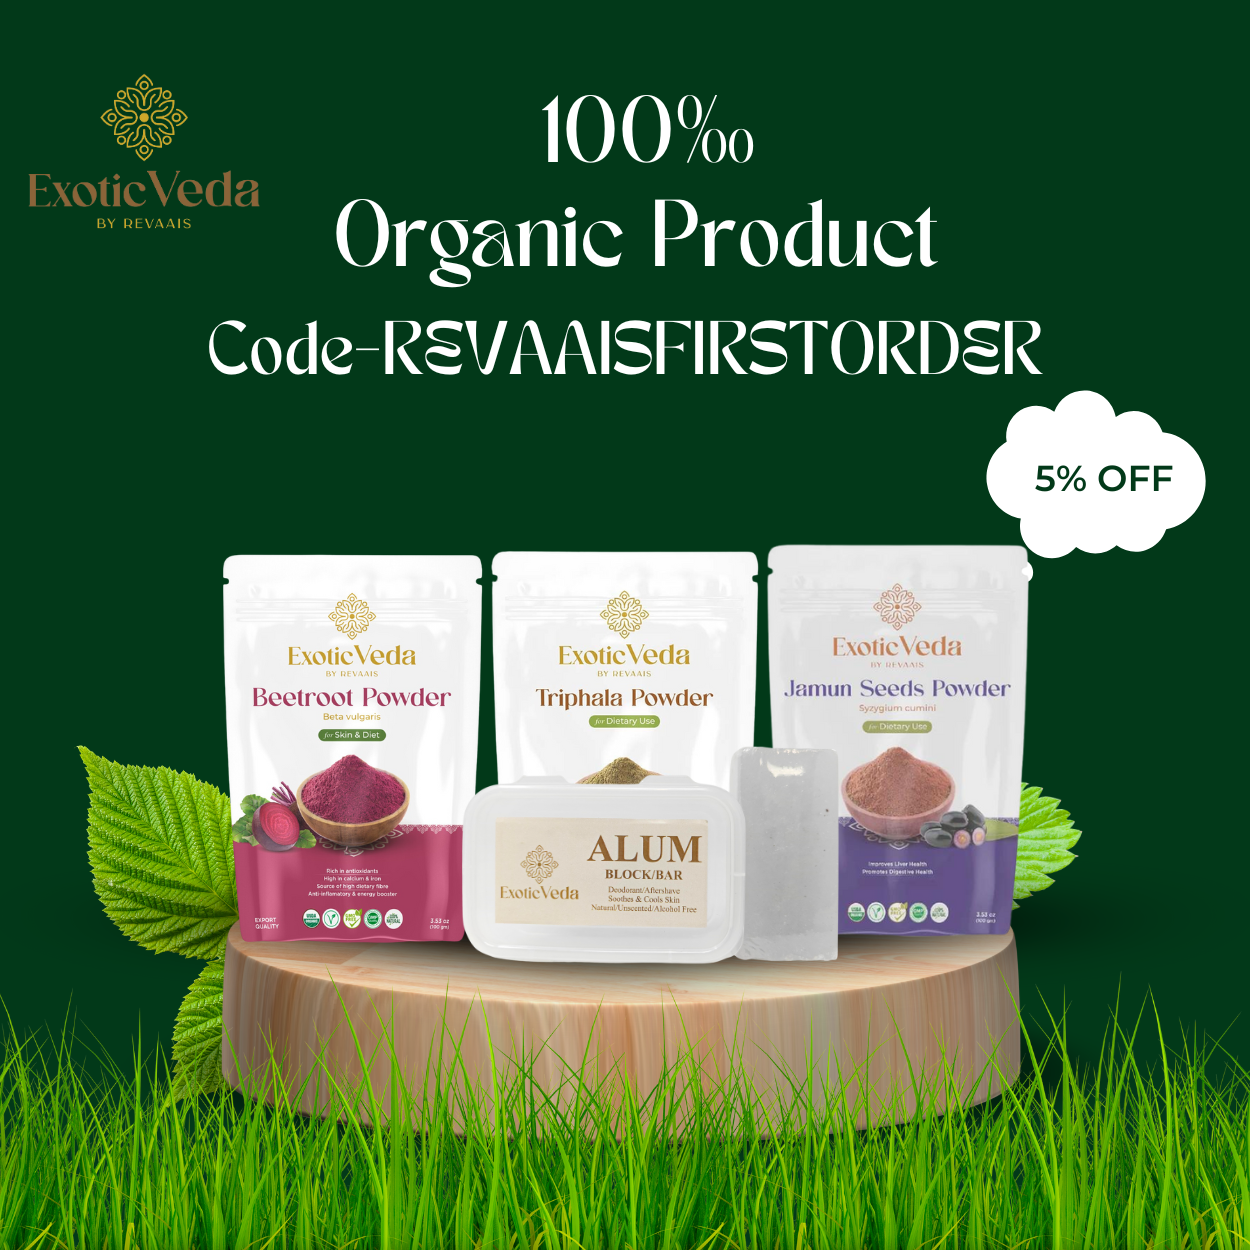 ExoticVeda
BY REVAAIS
100‰
Organic Product
Code-REVAAISFIRSTORDER
5% OFF
ExoticVeda
BY REVAAIS
Beetroot Powder
Beta vulgaris
for Skin & Diet
Rich in antioxidants
High in calcium & Iron
Source of high dietary fibre
Anti inflamatory & energy booster
EXPORT
QUALITY
3.53 oz
(100 gm)
ExoticVeda
BY REVAAIS
Triphala Powder
for Dietary Use
ExoticVeda
BY REVAAIS
Jamun Seeds Powder
Syzygium cumini
for Dietary Use
Improves Liver Health
Promotes Digestive Health
3.53 oz
(100 gm)
ExoticVeda
ALUM
BLOCK/BAR
Deodorant/Aftershave
Soothes & Cools Skin
Natural/Unscented/Alcohol Free